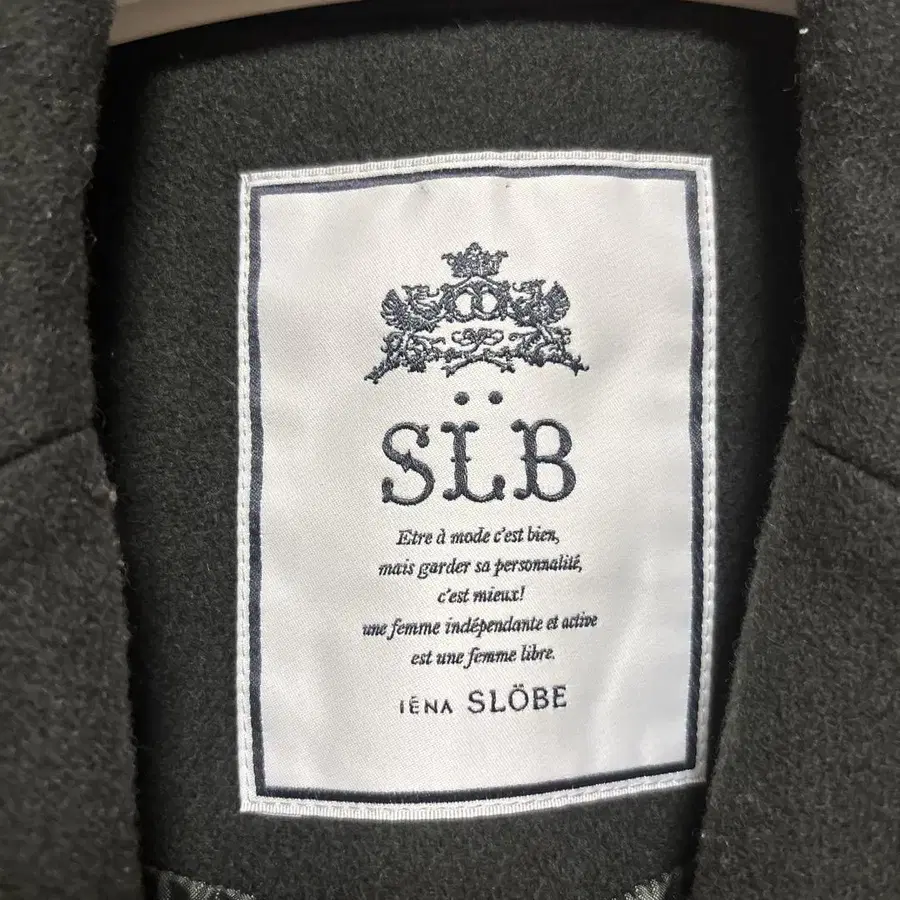 SL̈B
Etre à mode c'est bien,
mais garder sa personnalité,
c'est mieux!
une femme indépendante et active
est une femme libre.
IÉNA SLÖBE